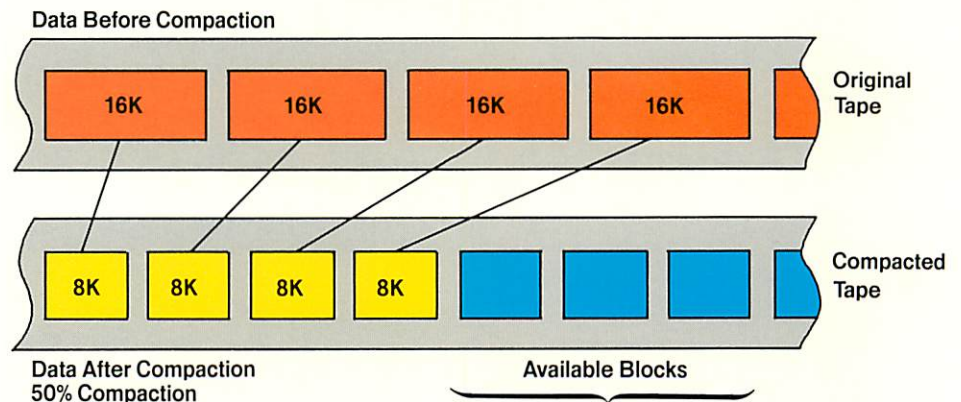 Data Before Compaction
16K 16K 16K 16K
Original
Tape
8K 8K 8K 8K
Compacted
Tape
Data After Compaction
50% Compaction
Available Blocks